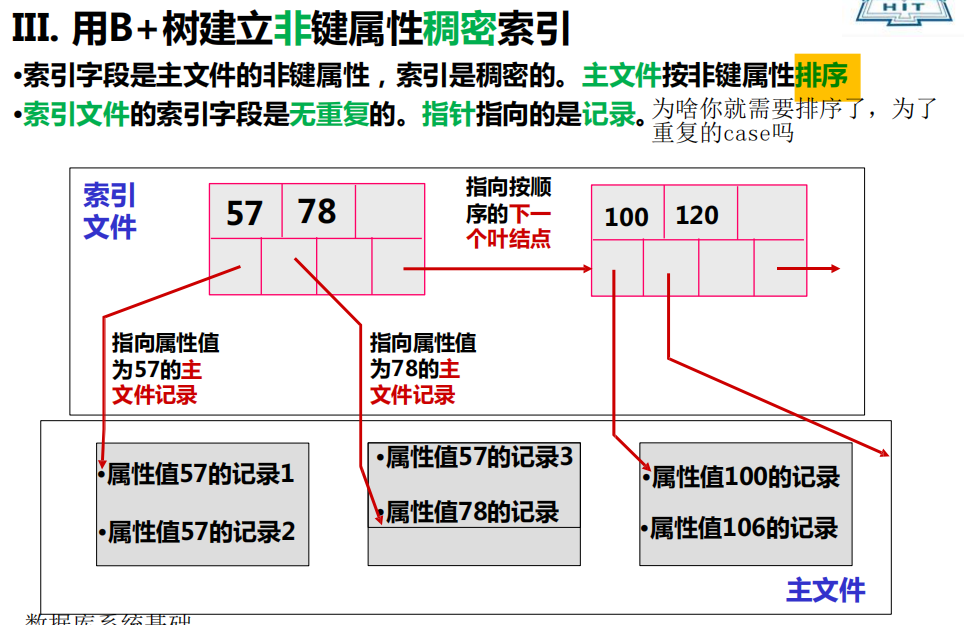 HIT
III. 用B+树建立非键属性稠密索引
•索引字段是主文件的非键属性，索引是稠密的。主文件按非键属性排序
•索引文件的索引字段是无重复的。指针指向的是记录。
为啥你就需要排序了，为了
重复的case吗
索引
文件
57 78
指向按顺
序的下一
个叶结点
100 120
指向属性值
为57的主
文件记录
指向属性值
为78的主
文件记录
•属性值57的记录1
•属性值57的记录2
•属性值57的记录3
•属性值78的记录
•属性值100的记录
•属性值106的记录
主文件
数据库系统基础